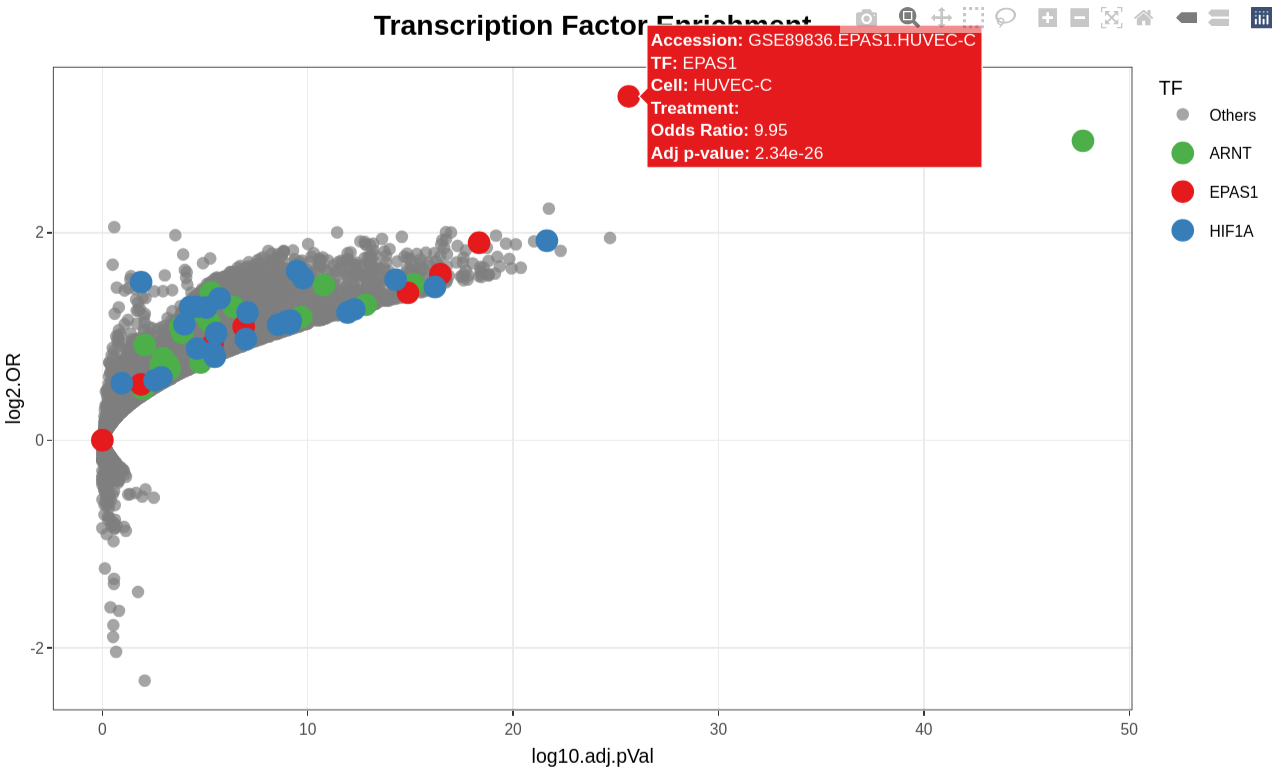 Transcription Factor Enrichment
Accession: GSE89836.EPAS1.HUVEC-C
TF: EPAS1
Cell: HUVEC-C
Treatment:
Odds Ratio: 9.95
Adj p-value: 2.34e-26
TF
Others
ARNT
EPAS1
HIF1A
log2.OR
2
0
-2
0
10
20
30
40
50
log10.adj.pVal